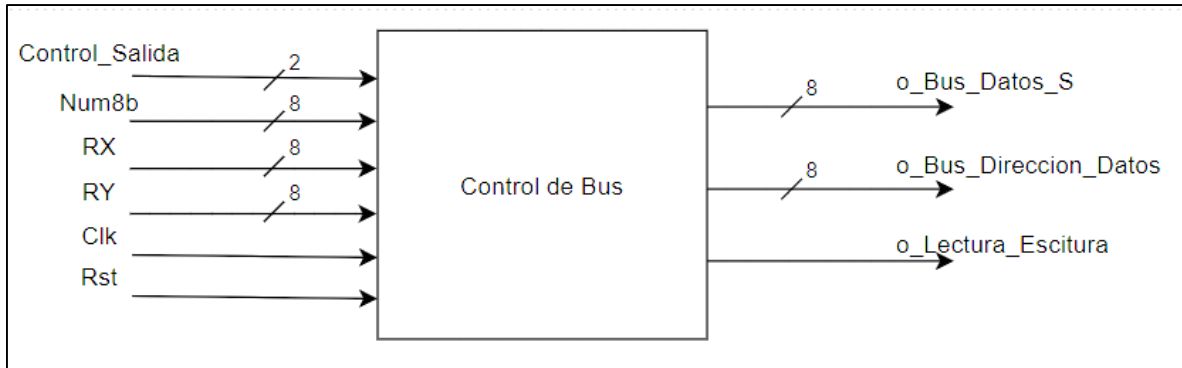 Control_Salida
2
Num8b
8
RX
8
RY
8
Clk
Rst
Control de Bus
8
o_Bus_Datos_S
8
o_Bus_Direccion_Datos
o_Lectura_Escitura